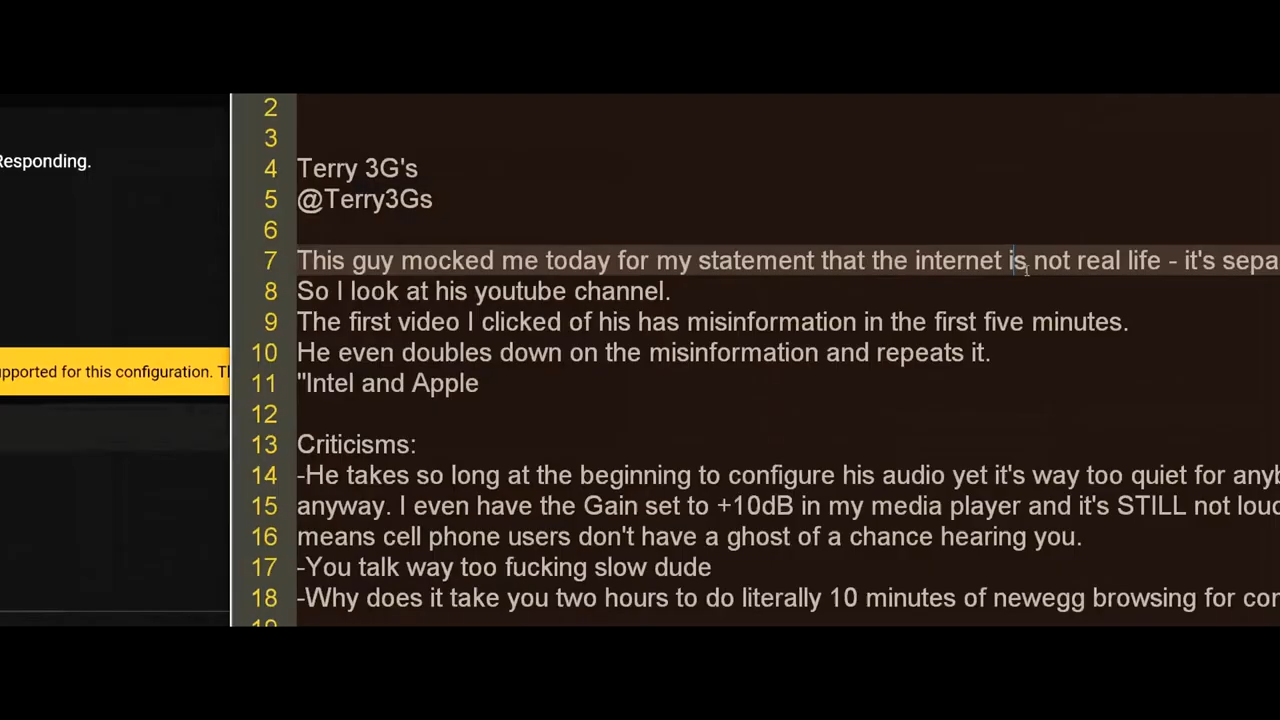 2
3
Responding.
4 Terry 3G's
5 @Terry3Gs
6
7 This guy mocked me today for my statement that the internet is not real life - it's sepa
8 So I look at his youtube channel.
9 The first video I clicked of his has misinformation in the first five minutes.
10 He even doubles down on the misinformation and repeats it.
pported for this configuration. Tl
11 "Intel and Apple
12
13 Criticisms:
14 -He takes so long at the beginning to configure his audio yet it's way too quiet for anyb
15 anyway. I even have the Gain set to +10dB in my media player and it's STILL not loud
16 means cell phone users don't have a ghost of a chance hearing you.
17 -You talk way too fucking slow dude
18 -Why does it take you two hours to do literally 10 minutes of newegg browsing for con